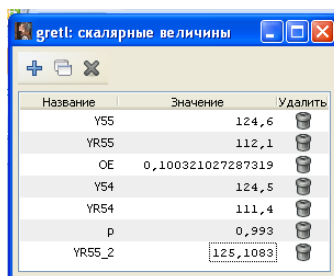 gretl: скалярные величины
Название Значение Удалить
Y55 124,6
YR55 112,1
OE 0,100321027287319
Y54 124,5
YR54 111,4
p 0,993
YR55_2 125,1083